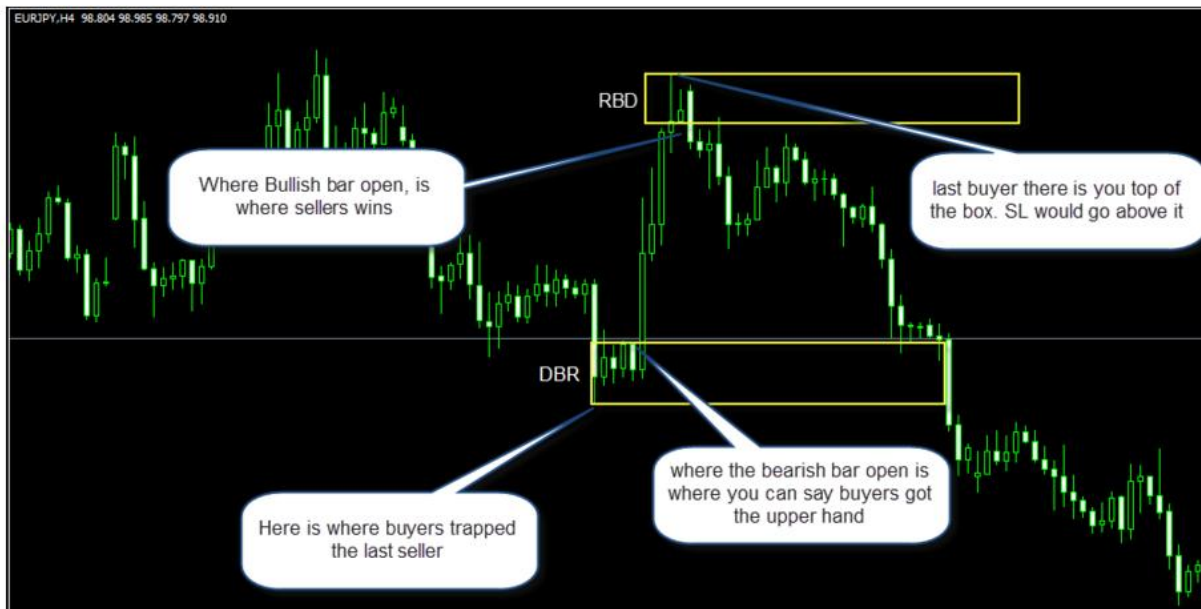 EURJPY,H4 98.804 98.985 98.797 98.910
RBD
Where Bullish bar open, is
where sellers wins
last buyer there is you top of
the box. SL would go above it
DBR
where the bearish bar open is
where you can say buyers got
the upper hand
Here is where buyers trapped
the last seller